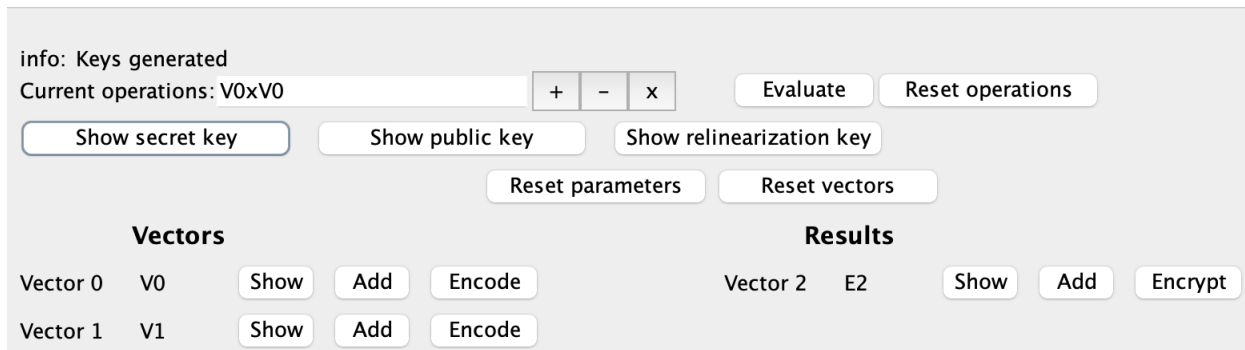 info: Keys generated
Current operations: V0xV0 + - x Evaluate Reset operations
Show secret key Show public key Show relinearization key
Reset parameters Reset vectors
Vectors Results
Vector 0 V0 Show Add Encode Vector 2 E2 Show Add Encrypt
Vector 1 V1 Show Add Encode